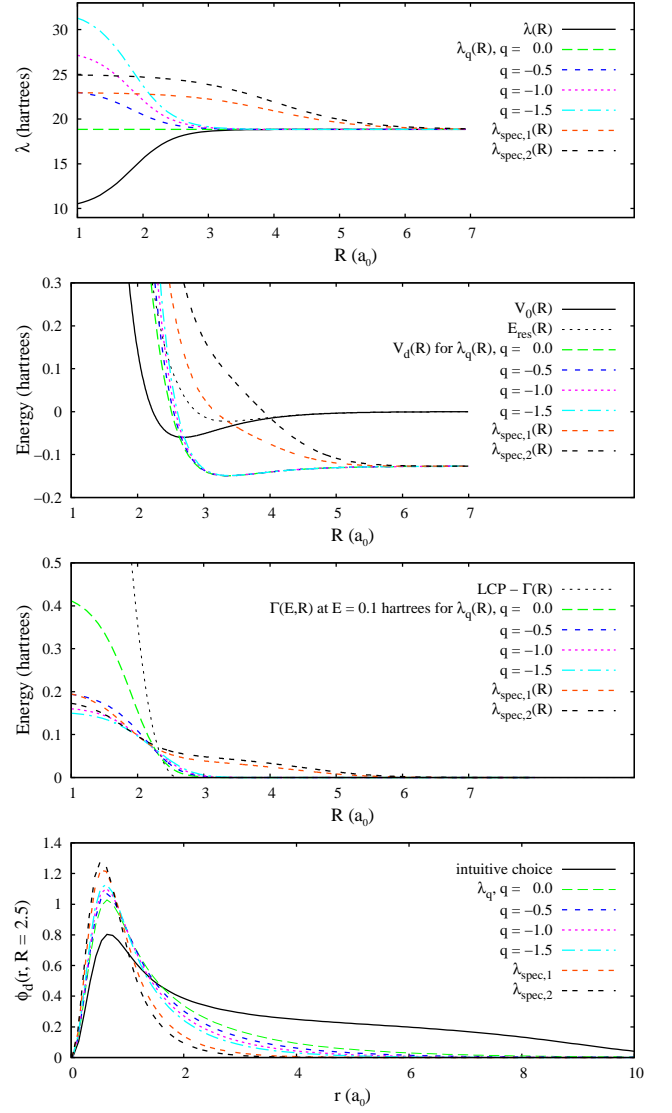 30
25
20
15
10
λ (hartrees)
λ(R)
λq(R), q = 0.0
q = −0.5
q = −1.0
q = −1.5
λspec,1(R)
λspec,2(R)
1 2 3 4 5 6 7
R (a0)
0.3
0.2
0.1
0
−0.1
−0.2
Energy (hartrees)
V0(R)
Eres(R)
Vd(R) for λq(R), q = 0.0
q = −0.5
q = −1.0
q = −1.5
λspec,1(R)
λspec,2(R)
1 2 3 4 5 6 7
R (a0)
0.5
0.4
0.3
0.2
0.1
0
Energy (hartrees)
LCP − Γ(R)
Γ(E,R) at E = 0.1 hartrees for λq(R), q = 0.0
q = −0.5
q = −1.0
q = −1.5
λspec,1(R)
λspec,2(R)
1 2 3 4 5 6 7
R (a0)
1.4
1.2
1
0.8
0.6
0.4
0.2
0
ϕd(r, R = 2.5)
intuitive choice
λq, q = 0.0
q = −0.5
q = −1.0
q = −1.5
λspec,1
λspec,2
0 2 4 6 8 10
r (a0)